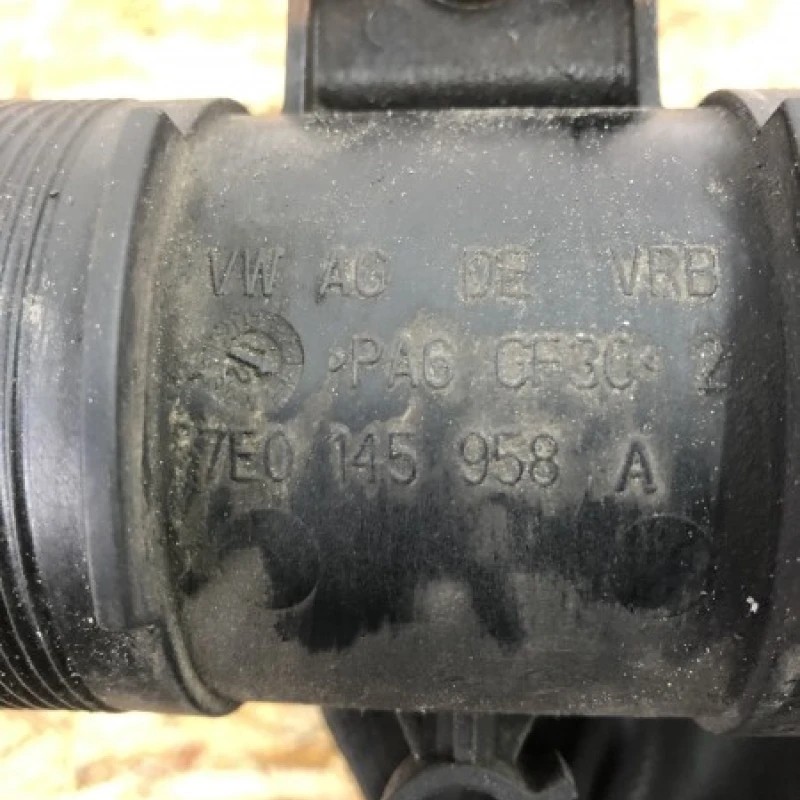 VW AG DE VRB
>PA6 GF30< 2
7E0 145 958 A